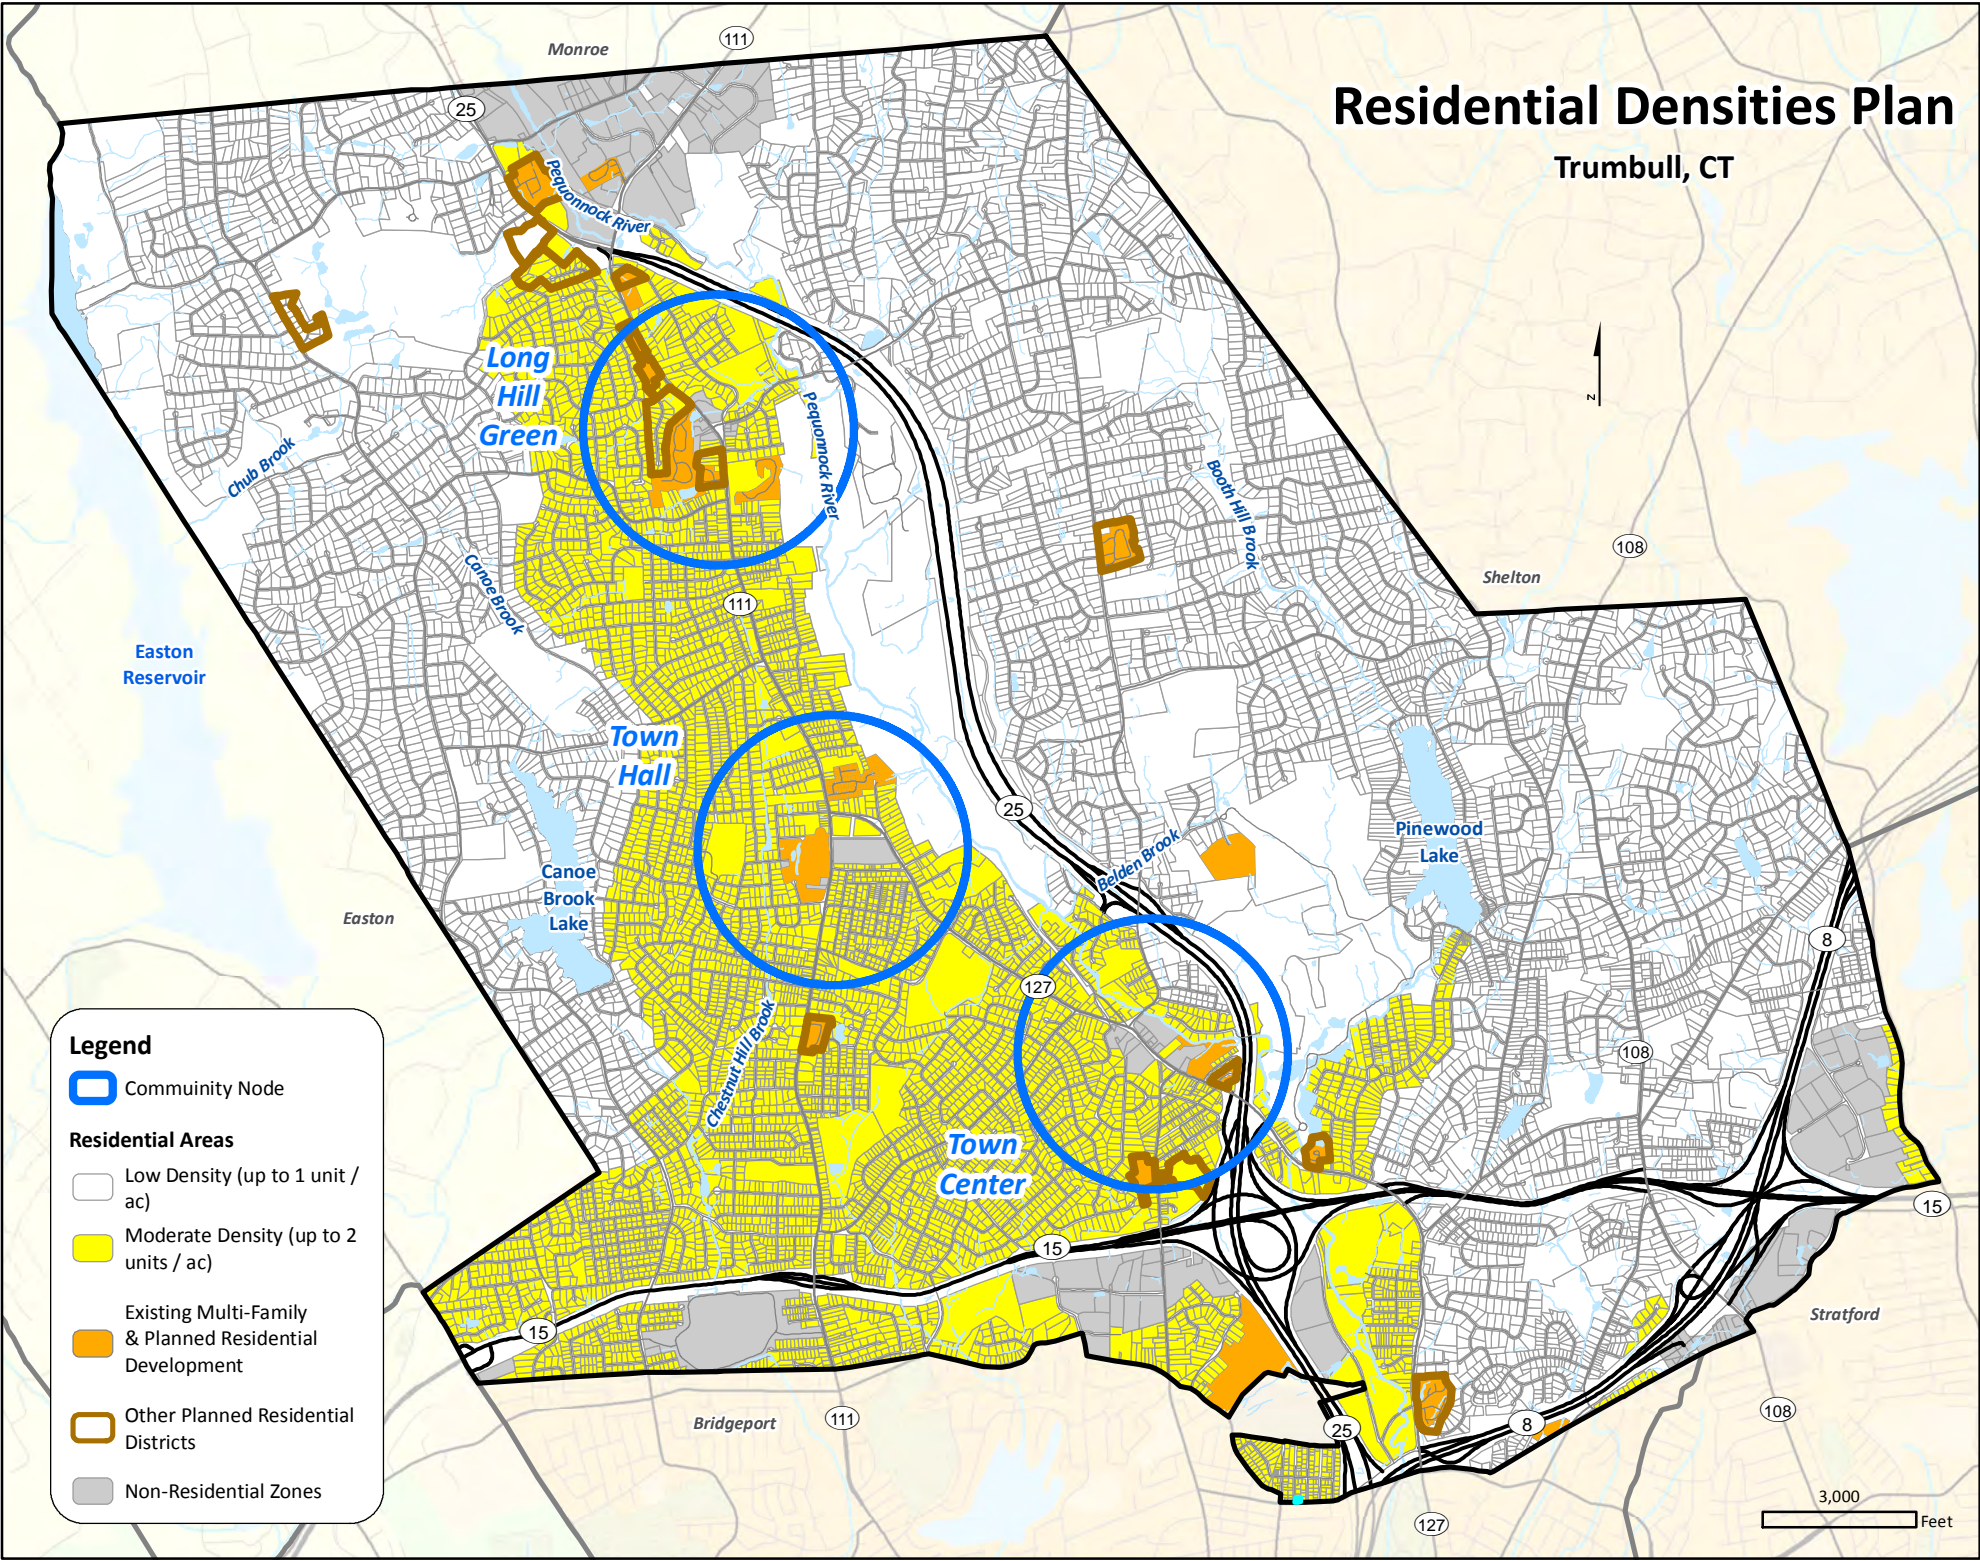 Residential Densities Plan
Trumbull, CT
Monroe
111
25
Pequonnock River
Long
Hill
Green
Pequonnock River
Chub Brook
Booth Hill Brook
z
108
Shelton
Canoe Brook
111
Easton
Reservoir
Town
Hall
25
Belden Brook
Pinewood
Lake
Canoe
Brook
Lake
Easton
8
127
Chestnut Hill Brook
108
Town
Center
15
15
15
Stratford
Bridgeport
111
25
8
108
127
3,000
Feet
Legend
Communinity Node
Residential Areas
Low Density (up to 1 unit /
ac)
Moderate Density (up to 2
units / ac)
Existing Multi-Family
& Planned Residential
Development
Other Planned Residential
Districts
Non-Residential Zones